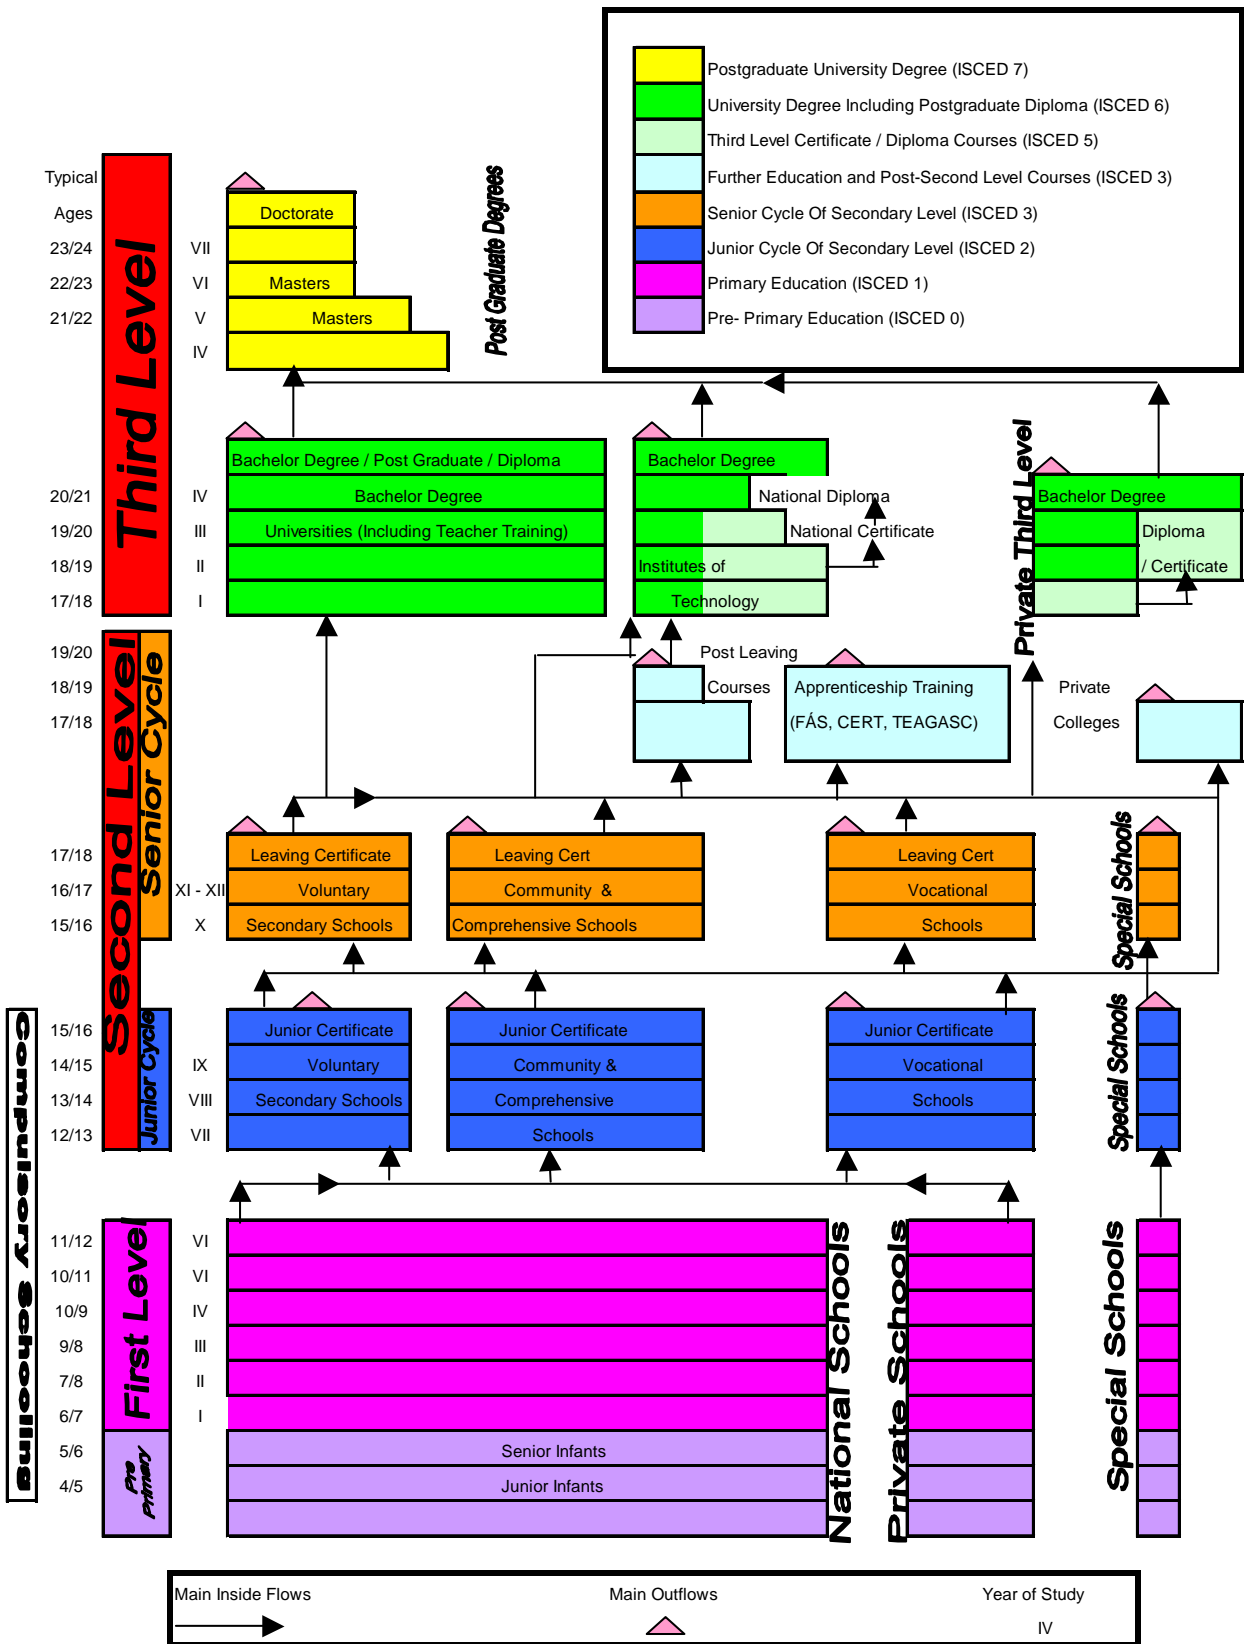 Postgraduate University Degree (ISCED 7)
University Degree Including Postgraduate Diploma (ISCED 6)
Third Level Certificate / Diploma Courses (ISCED 5)
Further Education and Post-Second Level Courses (ISCED 3)
Senior Cycle Of Secondary Level (ISCED 3)
Junior Cycle Of Secondary Level (ISCED 2)
Primary Education (ISCED 1)
Pre- Primary Education (ISCED 0)
Third Level
Typical
Ages
Doctorate
23/24 VII
22/23 VI Masters
21/22 V Masters
IV
Post Graduate Degrees
Bachelor Degree / Post Graduate / Diploma
Bachelor Degree
20/21 IV Bachelor Degree
National Diploma
Bachelor Degree
19/20 III Universities (Including Teacher Training)
National Certificate
Diploma
18/19 II
Institutes of
/ Certificate
17/18 I
Technology
Private Third Level
Second Level
Senior Cycle
19/20
Post Leaving
18/19
Courses
Apprenticeship Training
Private
17/18
(FÁS, CERT, TEAGASC)
Colleges
17/18 Leaving Certificate
Leaving Cert
Leaving Cert
16/17 XI - XII Voluntary
Community &
Vocational
15/16 X Secondary Schools
Comprehensive Schools
Schools
Special Schools
Junior Cycle
15/16 Junior Certificate
Junior Certificate
Junior Certificate
14/15 IX Voluntary
Community &
Vocational
13/14 VIII Secondary Schools
Comprehensive
Schools
12/13 VII
Schools
Special Schools
Compulsory Schooling
First Level
11/12 VI
10/11 VI
10/9 IV
9/8 III
7/8 II
6/7 I
Pre
Primary
5/6 Senior Infants
4/5 Junior Infants
National Schools
Private Schools
Special Schools
Main Inside Flows
Main Outflows
Year of Study
IV